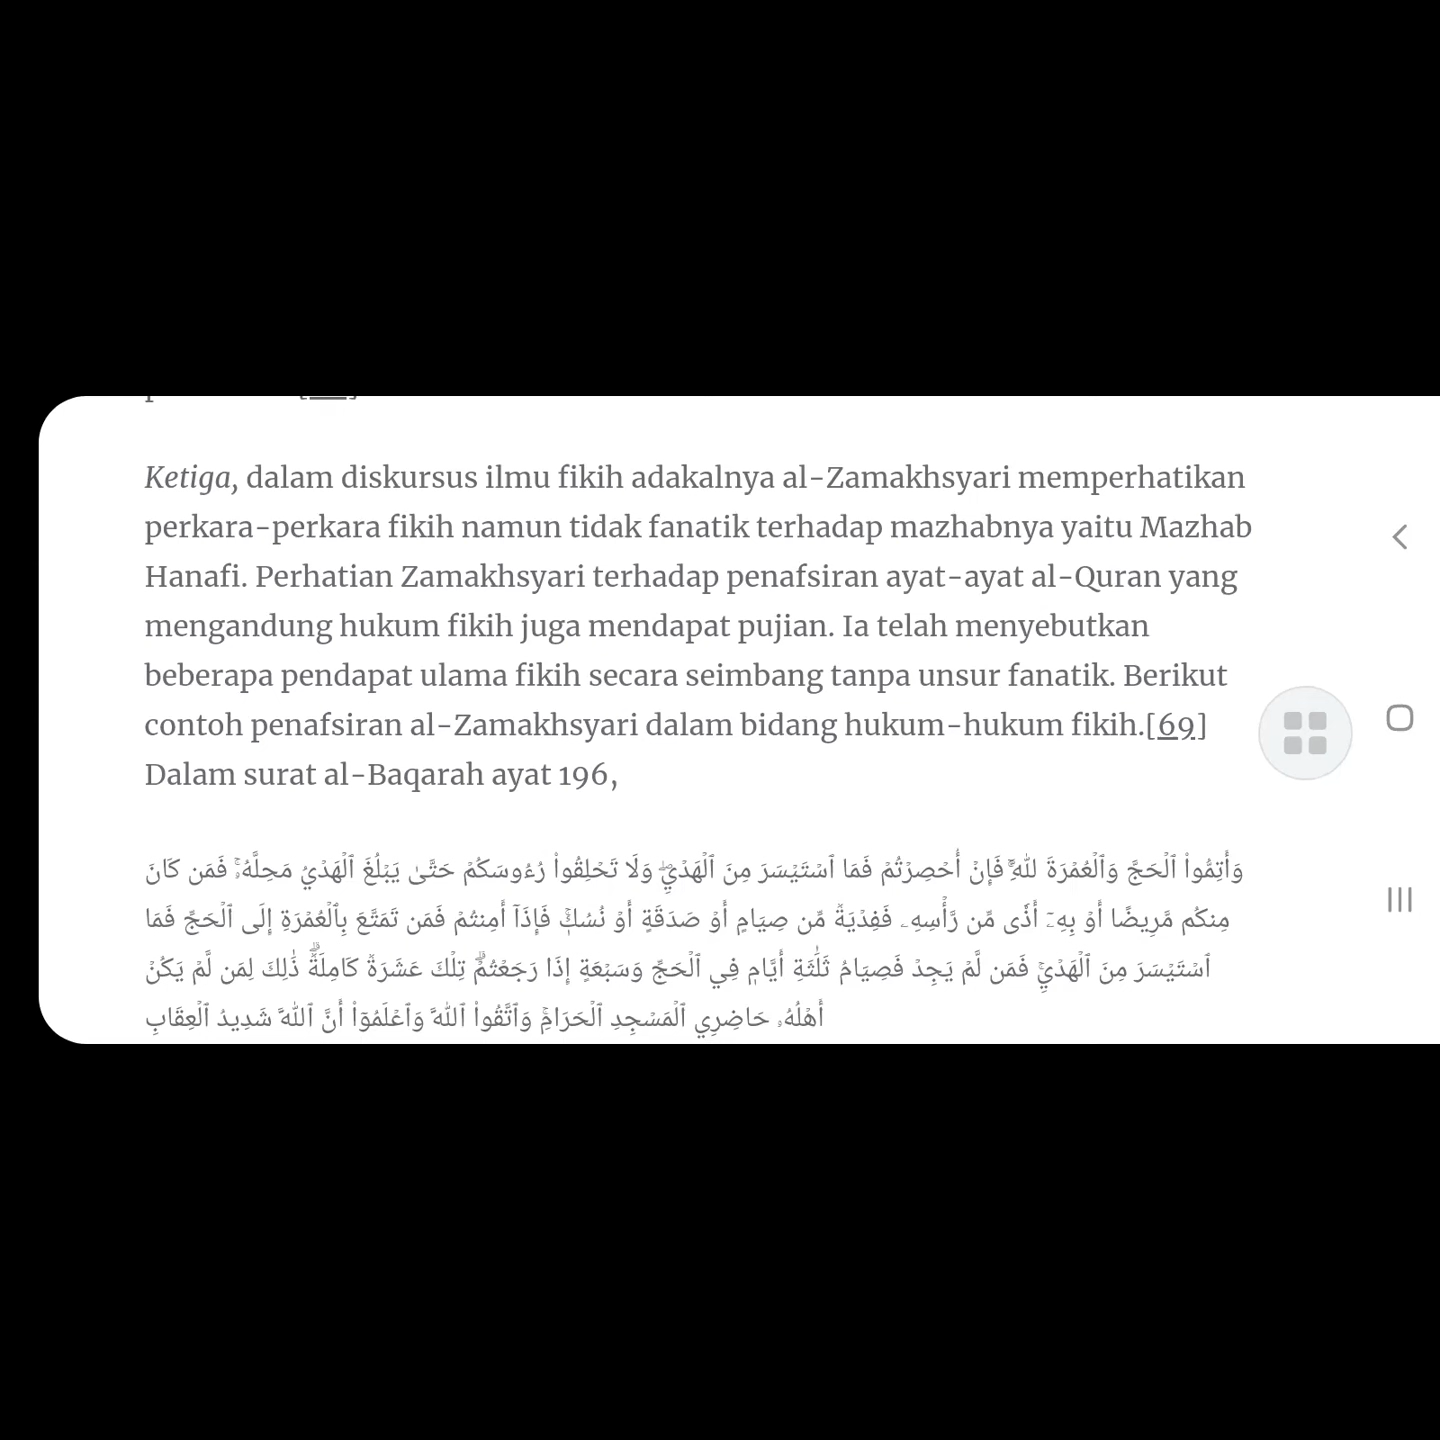 Ketiga, dalam diskursus ilmu fikih adakalnya al-Zamakhsyari memperhatikan
perkara-perkara fikih namun tidak fanatik terhadap mazhabnya yaitu Mazhab
Hanafi. Perhatian Zamakhsyari terhadap penafsiran ayat-ayat al-Quran yang
mengandung hukum fikih juga mendapat pujian. Ia telah menyebutkan
beberapa pendapat ulama fikih secara seimbang tanpa unsur fanatik. Berikut
contoh penafsiran al-Zamakhsyari dalam bidang hukum-hukum fikih.[69]
Dalam surat al-Baqarah ayat 196,
وَأَتِمُّواْ ٱلۡحَجَّ وَٱلۡعُمۡرَةَ لِلَّهِۚ فَإِنۡ أُحۡصِرۡتُمۡ فَمَا ٱسۡتَيۡسَرَ مِنَ ٱلۡهَدۡيِۖ وَلَا تَحۡلِقُواْ رُءُوسَكُمۡ حَتَّىٰ يَبۡلُغَ ٱلۡهَدۡيُ مَحِلَّهُۥۚ فَمَن كَانَ
مِنكُم مَّرِيضًا أَوۡ بِهِۦٓ أَذٗى مِّن رَّأۡسِهِۦ فَفِدۡيَةٞ مِّن صِيَامٍ أَوۡ صَدَقَةٍ أَوۡ نُسُكٖۚ فَإِذَآ أَمِنتُمۡ فَمَن تَمَتَّعَ بِٱلۡعُمۡرَةِ إِلَى ٱلۡحَجِّ فَمَا
ٱسۡتَيۡسَرَ مِنَ ٱلۡهَدۡيِۚ فَمَن لَّمۡ يَجِدۡ فَصِيَامُ ثَلَٰثَةِ أَيَّامٖ فِي ٱلۡحَجِّ وَسَبۡعَةٍ إِذَا رَجَعۡتُمۡۗ تِلۡكَ عَشَرَةٞ كَامِلَةٞۗ ذَٰلِكَ لِمَن لَّمۡ يَكُنۡ
أَهۡلُهُۥ حَاضِرِي ٱلۡمَسۡجِدِ ٱلۡحَرَامِۚ وَٱتَّقُواْ ٱللَّهَ وَٱعۡلَمُوٓاْ أَنَّ ٱللَّهَ شَدِيدُ ٱلۡعِقَابِ